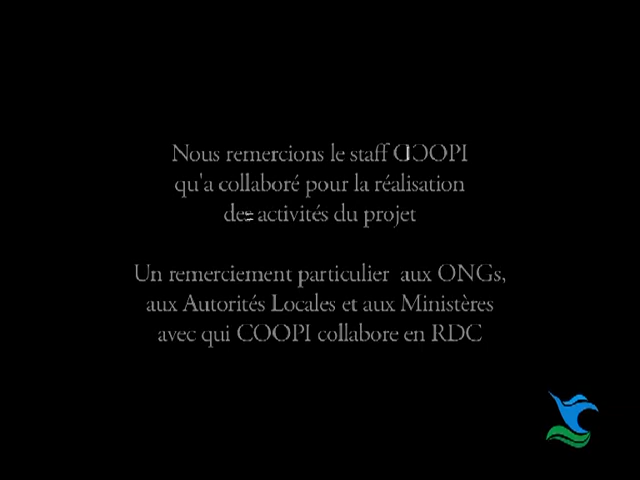 Nous remercions le staff COOPI
qu'a collaboré pour la réalisation
des activités du projet
Un remerciement particulier aux ONGs,
aux Autorités Locales et aux Ministères
avec qui COOPI collabore en RDC